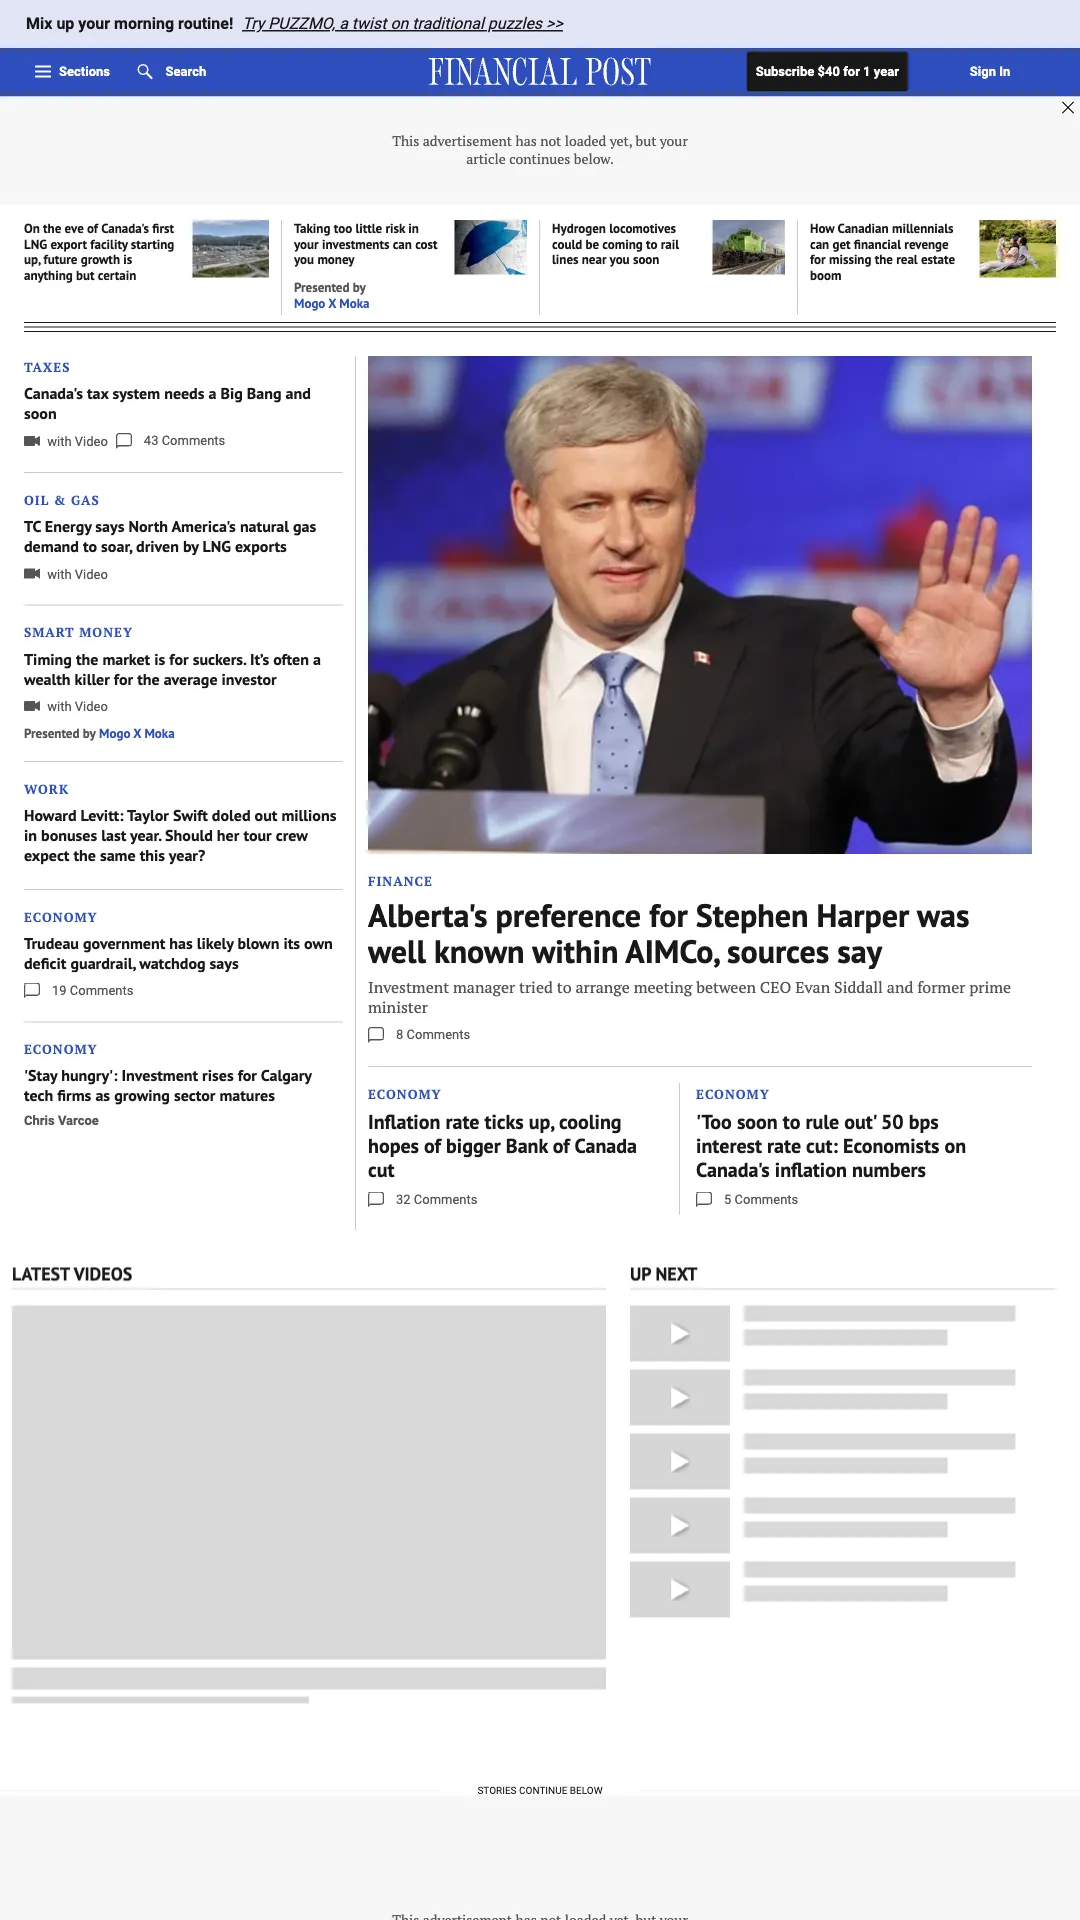 Mix up your morning routine! Try PUZZMO, a twist on traditional puzzles >>
Sections
Search
FINANCIAL POST
Subscribe $40 for 1 year
Sign In
This advertisement has not loaded yet, but your
article continues below.
On the eve of Canada's first
LNG export facility starting
up, future growth is
anything but certain
Taking too little risk in
your investments can cost
you money
Presented by
Mogo X Moka
Hydrogen locomotives
could be coming to rail
lines near you soon
How Canadian millennials
can get financial revenge
for missing the real estate
boom
TAXES
Canada's tax system needs a Big Bang and
soon
with Video 43 Comments
OIL & GAS
TC Energy says North America's natural gas
demand to soar, driven by LNG exports
with Video
SMART MONEY
Timing the market is for suckers. It’s often a
wealth killer for the average investor
with Video
Presented by Mogo X Moka
WORK
Howard Levitt: Taylor Swift doled out millions
in bonuses last year. Should her tour crew
expect the same this year?
ECONOMY
Trudeau government has likely blown its own
deficit guardrail, watchdog says
19 Comments
ECONOMY
'Stay hungry': Investment rises for Calgary
tech firms as growing sector matures
Chris Varcoe
FINANCE
Alberta's preference for Stephen Harper was
well known within AIMCo, sources say
Investment manager tried to arrange meeting between CEO Evan Siddall and former prime
minister
8 Comments
ECONOMY
Inflation rate ticks up, cooling
hopes of bigger Bank of Canada
cut
32 Comments
ECONOMY
'Too soon to rule out' 50 bps
interest rate cut: Economists on
Canada's inflation numbers
5 Comments
LATEST VIDEOS
UP NEXT
STORIES CONTINUE BELOW
This advertisement has not loaded yet, but your